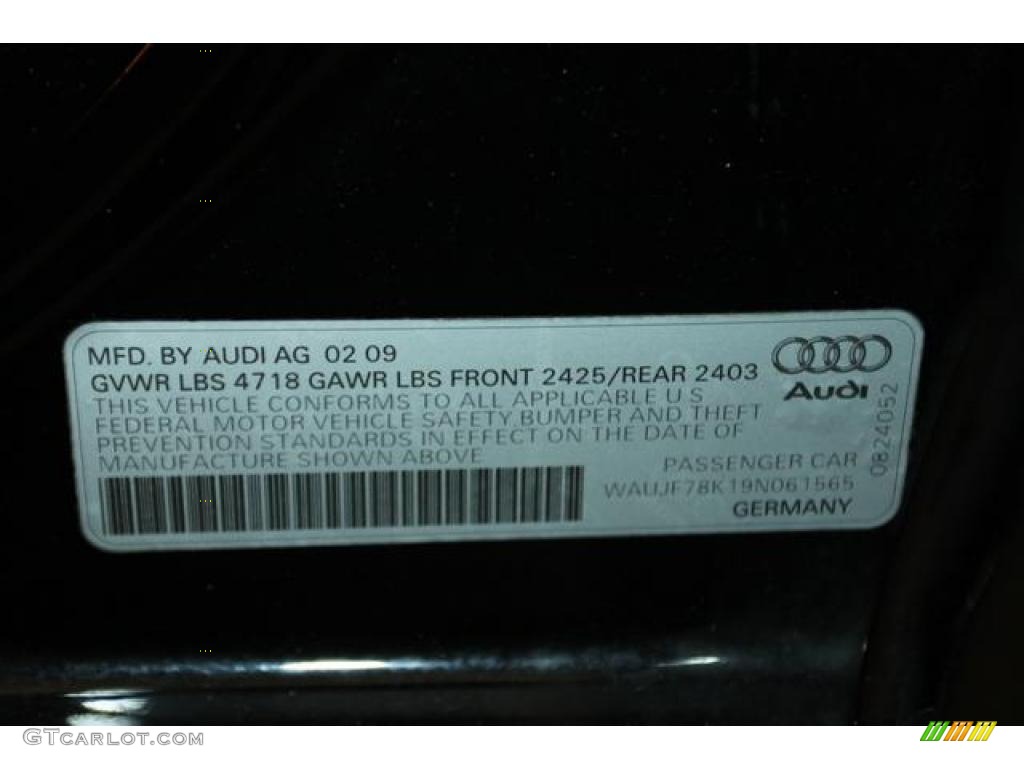 MFD. BY AUDI AG 02 09
GVWR LBS 4718 GAWR LBS FRONT 2425/REAR 2403
THIS VEHICLE CONFORMS TO ALL APPLICABLE U S
FEDERAL MOTOR VEHICLE SAFETY, BUMPER AND THEFT
PREVENTION STANDARDS IN EFFECT ON THE DATE OF
MANUFACTURE SHOWN ABOVE
Audi
0824052
PASSENGER CAR
WAUJF78K19N061565
GERMANY
GTCARLOT.COM